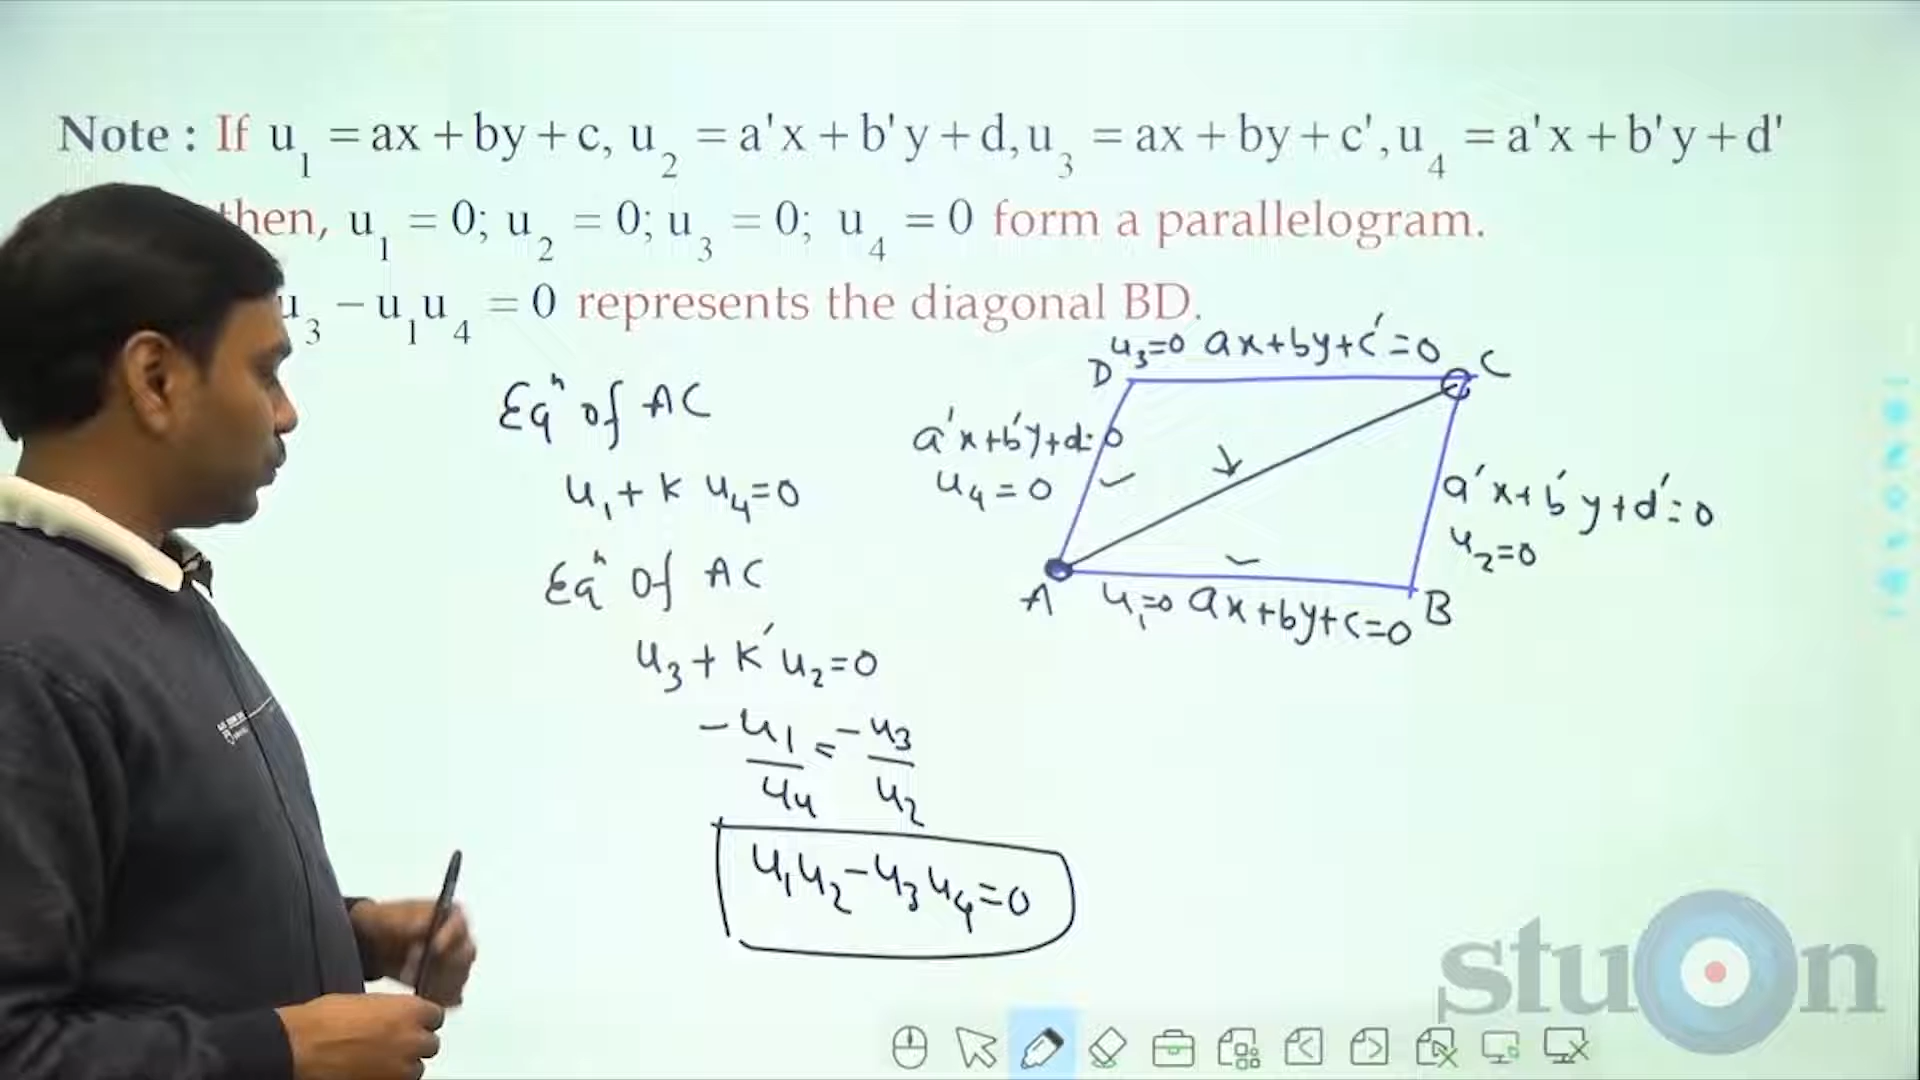 Note : If u₁ = ax + by + c, u₂ = a'x + b'y + d, u₃ = ax + by + c', u₄ = a'x + b'y + d'
then, u₁ = 0; u₂ = 0; u₃ = 0; u₄ = 0 form a parallelogram.
u₃ − u₁u₄ = 0 represents the diagonal BD.
D u₃=0 ax+by+c'=0 C
Eqⁿ of AC
a'x+b'y+d=0
u₄=0
u₁+k u₄=0
a'x+b'y+d'=0
u₂=0
Eqⁿ of AC
A u₁=0 ax+by+c=0 B
u₃+k'u₂=0
-u₁/u₄ = -u₃/u₂
u₁u₂-u₃u₄=0
stuon